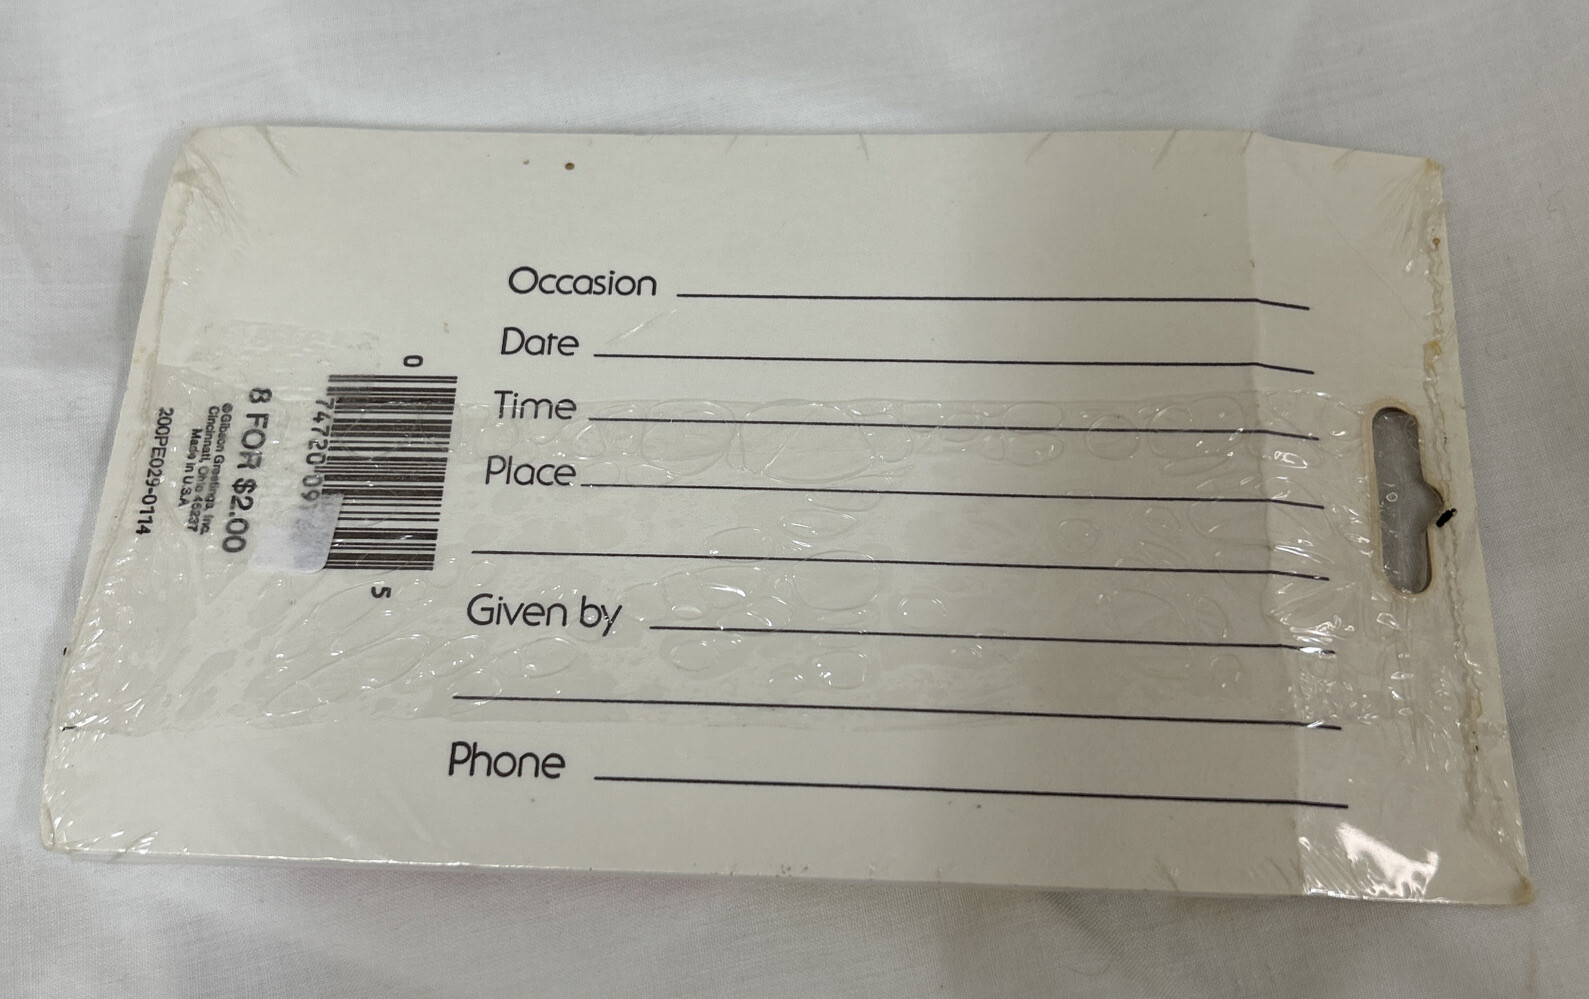 Occasion
Date
Time
Place
Given by
Phone
0
74720 09
5
8 FOR $2.00
©Gibson Greetings, Inc.
Cincinnati, Ohio 45237
Made in U.S.A.
200PE029-0114